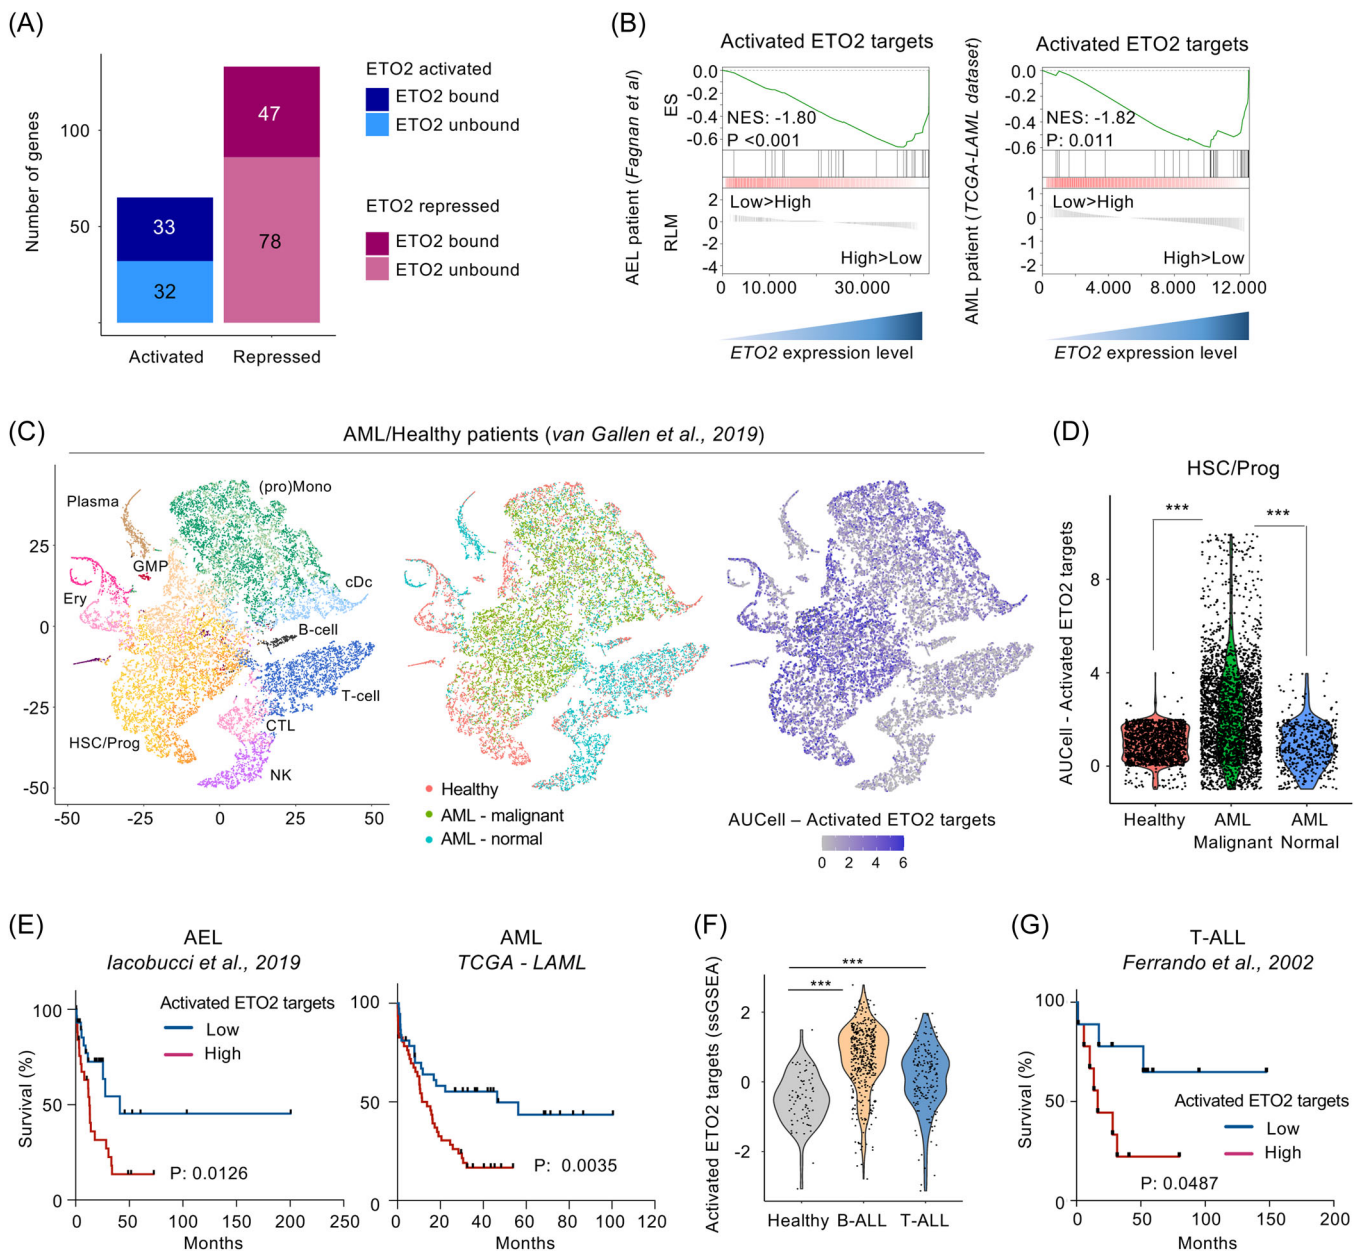 (A)
Number of genes
100
50
47
78
33
32
Activated
Repressed
ETO2 activated
ETO2 bound
ETO2 unbound
ETO2 repressed
ETO2 bound
ETO2 unbound
(B)
AEL patient (Fagnan et al)
Activated ETO2 targets
ES
0.0
-0.2
-0.4
-0.6
NES: -1.80
P <0.001
RLM
2
0
-2
-4
Low>High
High>Low
0
10.000
30.000
ETO2 expression level
AML patient (TCGA-LAML dataset)
Activated ETO2 targets
0.0
-0.2
-0.4
-0.6
NES: -1.82
P: 0.011
1
0
-1
-2
Low>High
High>Low
0
4.000
8.000
12.000
ETO2 expression level
(C)
AML/Healthy patients (van Gallen et al., 2019)
25
0
-25
-50
-50
-25
0
25
50
Plasma
(pro)Mono
GMP
cDc
Ery
B-cell
T-cell
CTL
HSC/Prog
NK
Healthy
AML - malignant
AML - normal
AUCell – Activated ETO2 targets
0 2 4 6
(D)
HSC/Prog
AUCell - Activated ETO2 targets
8
4
0
***
***
Healthy
AML
Malignant
AML
Normal
(E)
AEL
Iacobucci et al., 2019
Survival (%)
100
50
0
Activated ETO2 targets
Low
High
P: 0.0126
0 50 100 150 200 250
Months
AML
TCGA - LAML
100
50
0
P: 0.0035
0 20 40 60 80 100 120
Months
(F)
Activated ETO2 targets (ssGSEA)
2
0
-2
***
***
Healthy B-ALL T-ALL
(G)
T-ALL
Ferrando et al., 2002
Survival (%)
100
50
0
Activated ETO2 targets
Low
High
P: 0.0487
0 50 100 150 200
Months